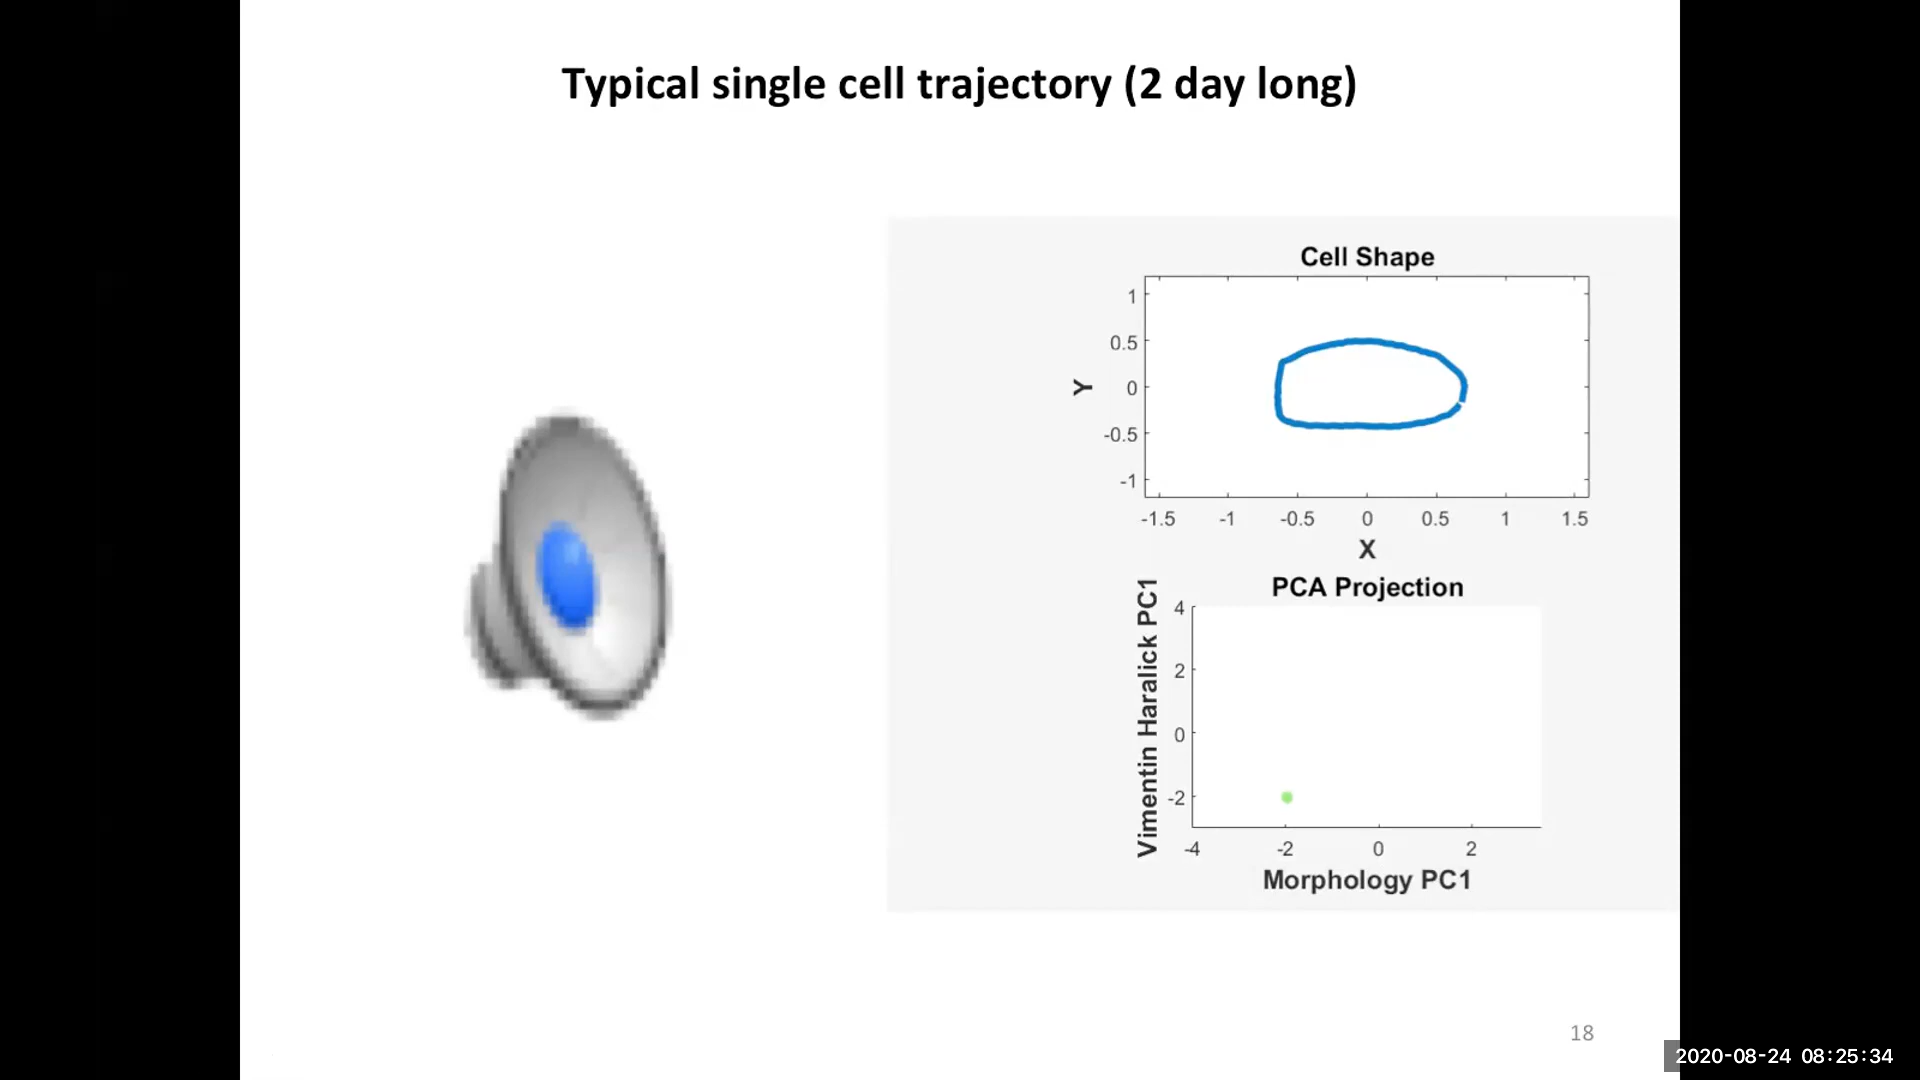 Typical single cell trajectory (2 day long)
Cell Shape
1
0.5
0
-0.5
-1
Y
-1.5 -1 -0.5 0 0.5 1 1.5
X
PCA Projection
Vimentin Haralick PC1
4
2
0
-2
-4 -2 0 2
Morphology PC1
18
2020-08-24 08:25:34